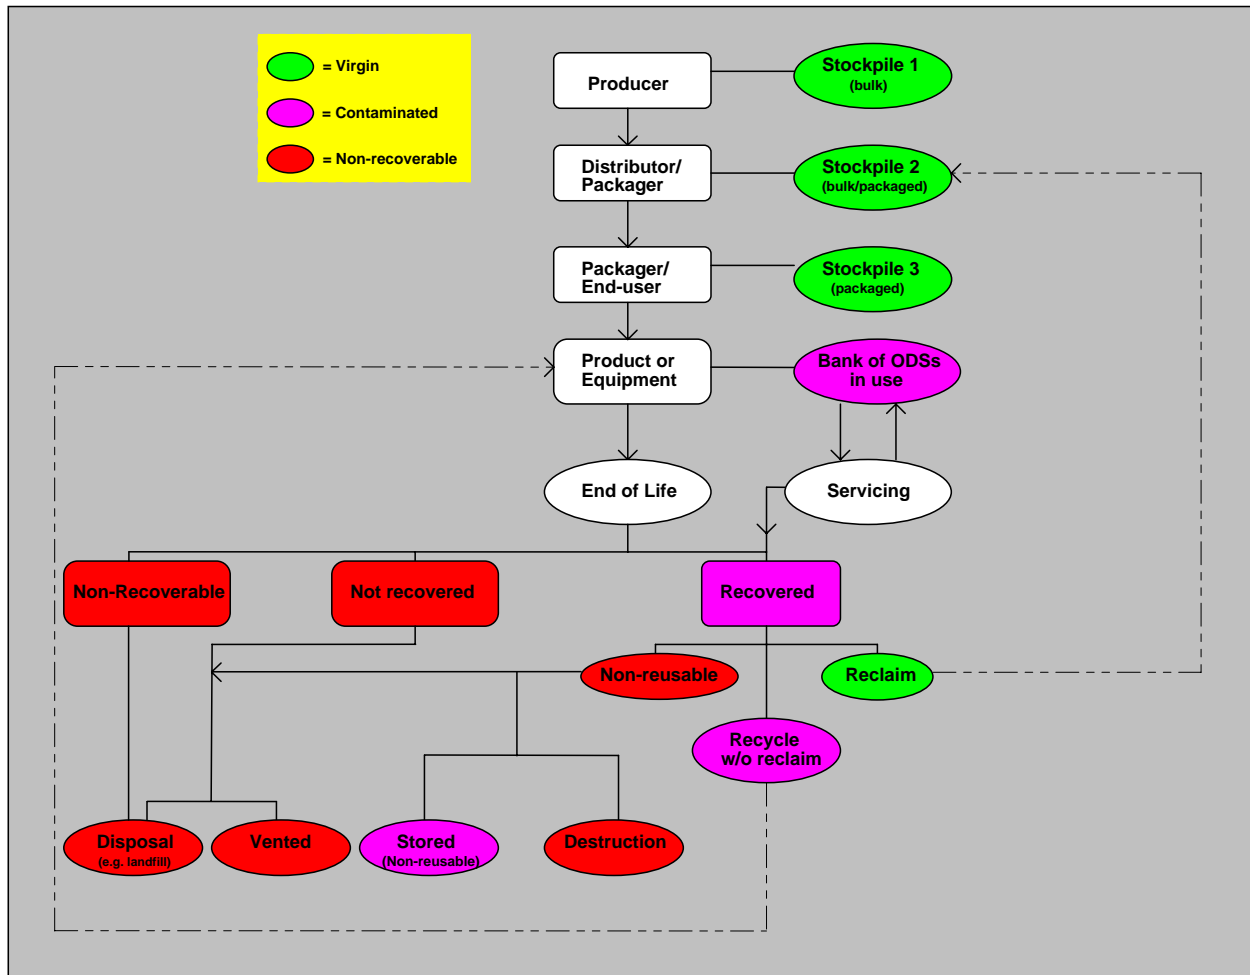 = Virgin
= Contaminated
= Non-recoverable
Producer
Stockpile 1
(bulk)
Distributor/
Packager
Stockpile 2
(bulk/packaged)
Packager/
End-user
Stockpile 3
(packaged)
Product or
Equipment
Bank of ODSs
in use
End of Life
Servicing
Non-Recoverable
Not recovered
Recovered
Non-reusable
Reclaim
Recycle
w/o reclaim
Disposal
(e.g. landfill)
Vented
Stored
(Non-reusable)
Destruction